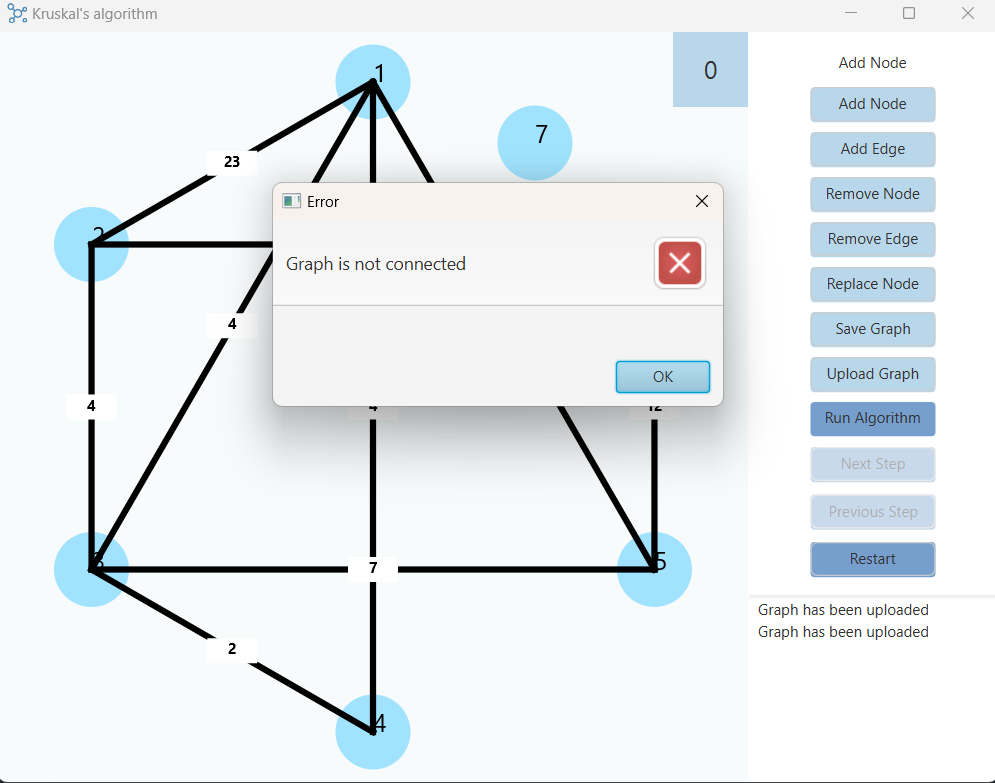 Kruskal's algorithm
1
0
Add Node
7
Add Node
23
Add Edge
Remove Node
Error
2
Remove Edge
Graph is not connected
Replace Node
4
Save Graph
OK
Upload Graph
4
4
12
Run Algorithm
Next Step
Previous Step
3
7
5
Restart
Graph has been uploaded
Graph has been uploaded
2
4